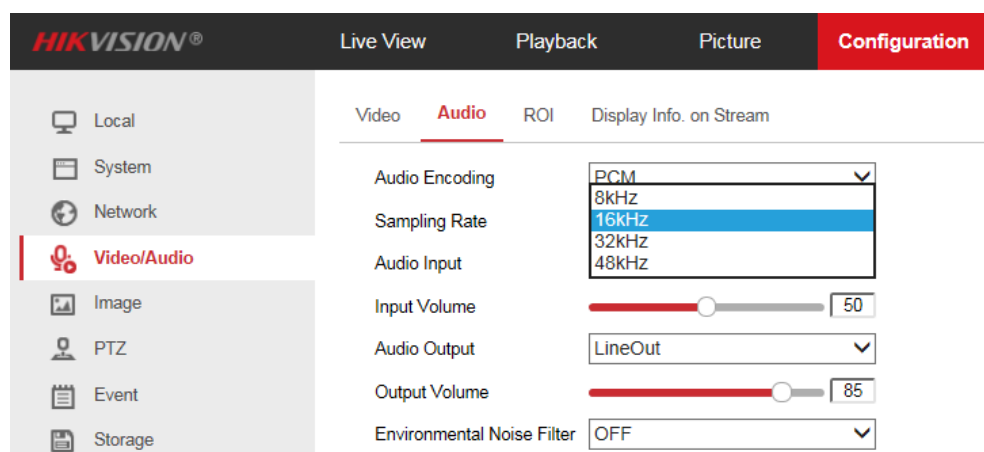 HIKVISION® Live View Playback Picture Configuration
Local
System
Network
Video/Audio
Image
PTZ
Event
Storage
Video Audio ROI Display Info. on Stream
Audio Encoding PCM
8kHz
Sampling Rate 16kHz
32kHz
Audio Input 48kHz
Input Volume 50
Audio Output LineOut
Output Volume 85
Environmental Noise Filter OFF